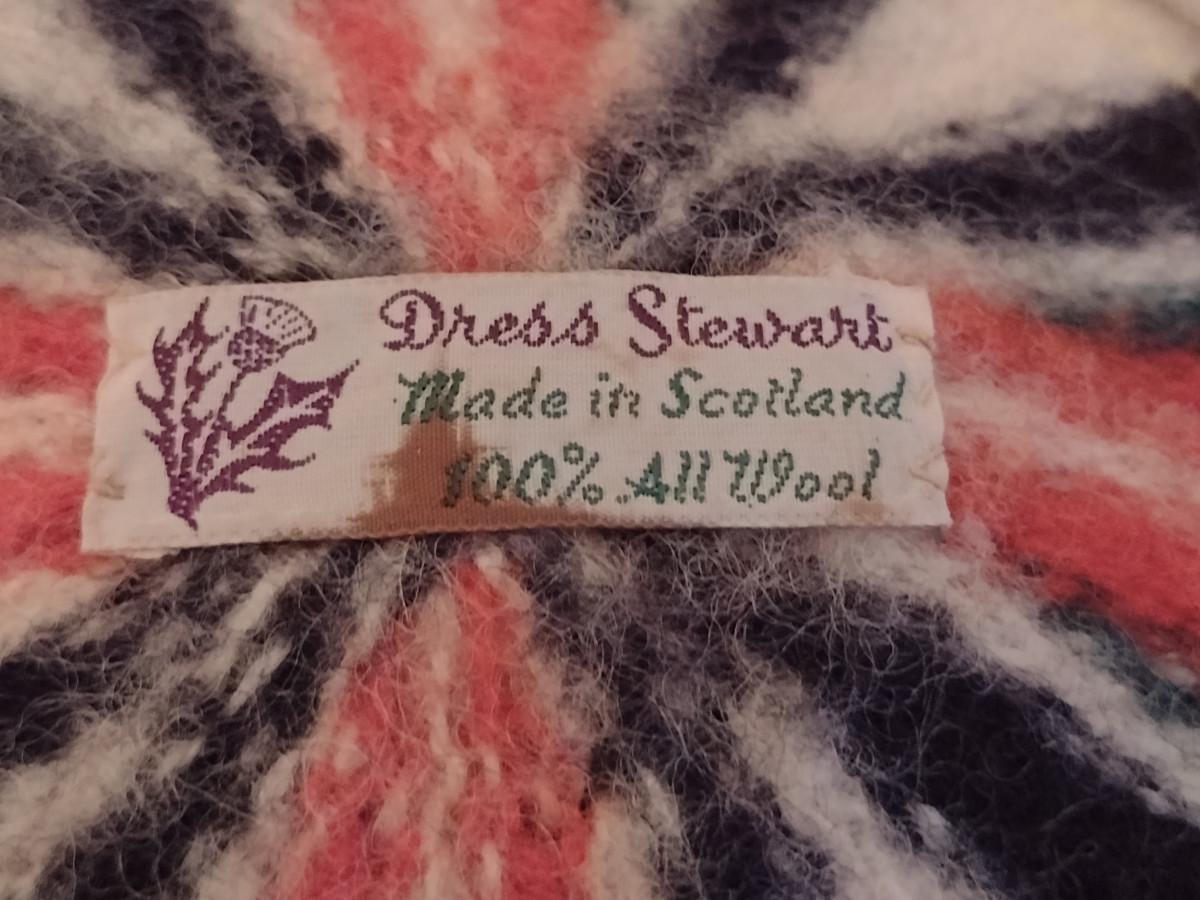 Dress Stewart
Made in Scotland
100% All Wool